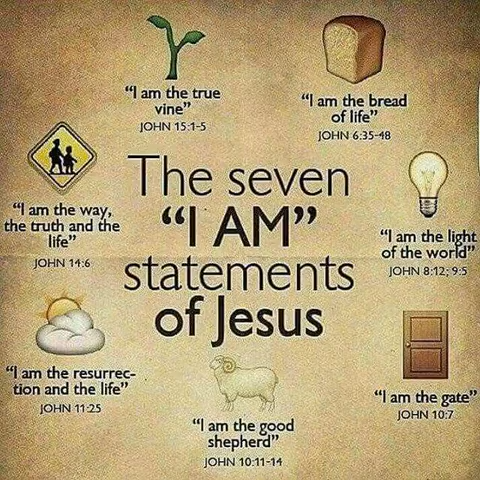 The seven
“I AM”
statements
of Jesus
“I am the true
vine”
JOHN 15:1-5
“I am the bread
of life”
JOHN 6:35-48
“I am the light
of the world”
JOHN 8:12; 9:5
“I am the gate”
JOHN 10:7
“I am the good
shepherd”
JOHN 10:11-14
“I am the resurrec-
tion and the life”
JOHN 11:25
“I am the way,
the truth and the
life”
JOHN 14:6